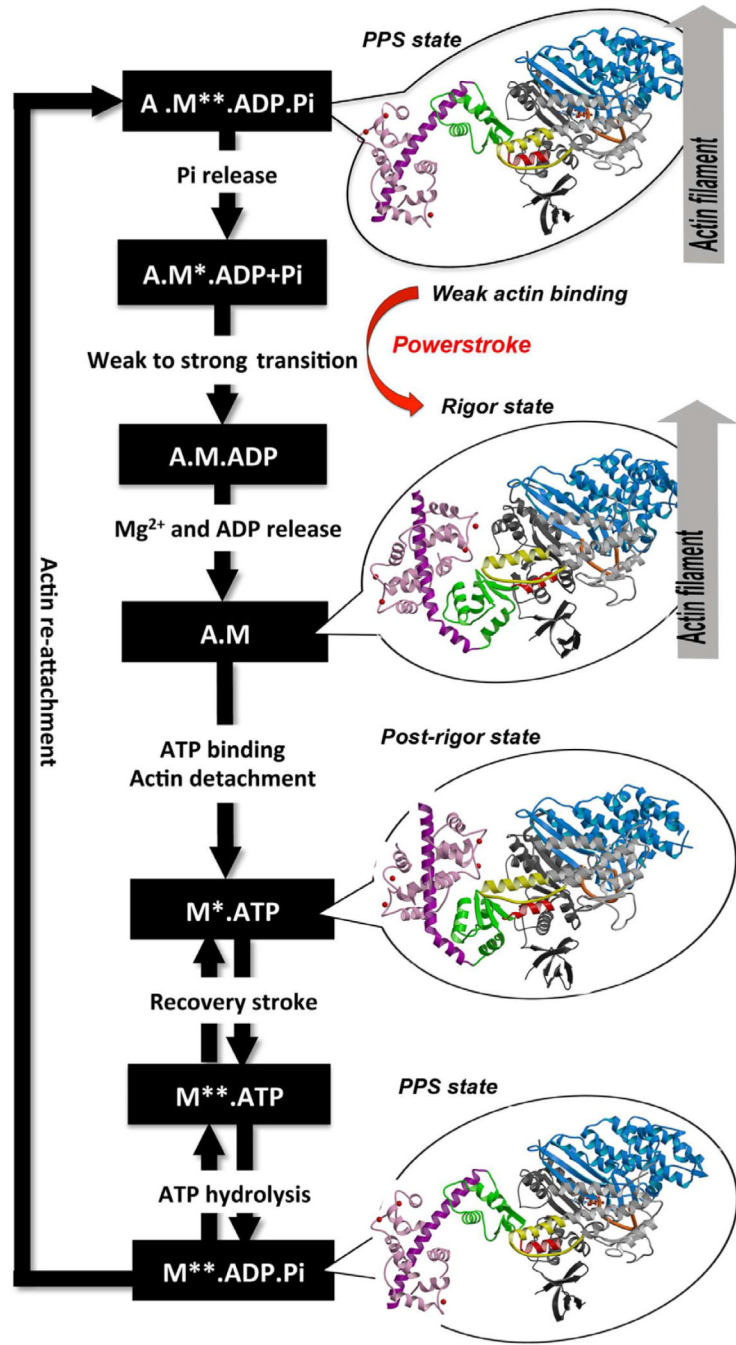 PPS state
A .M**.ADP.Pi
Actin filament
Pi release
A.M*.ADP+Pi
Weak actin binding
Powerstroke
Weak to strong transition
Rigor state
A.M.ADP
Actin filament
Mg²⁺ and ADP release
A.M
Actin re-attachment
ATP binding
Actin detachment
Post-rigor state
M*.ATP
Recovery stroke
M**.ATP
PPS state
ATP hydrolysis
M**.ADP.Pi